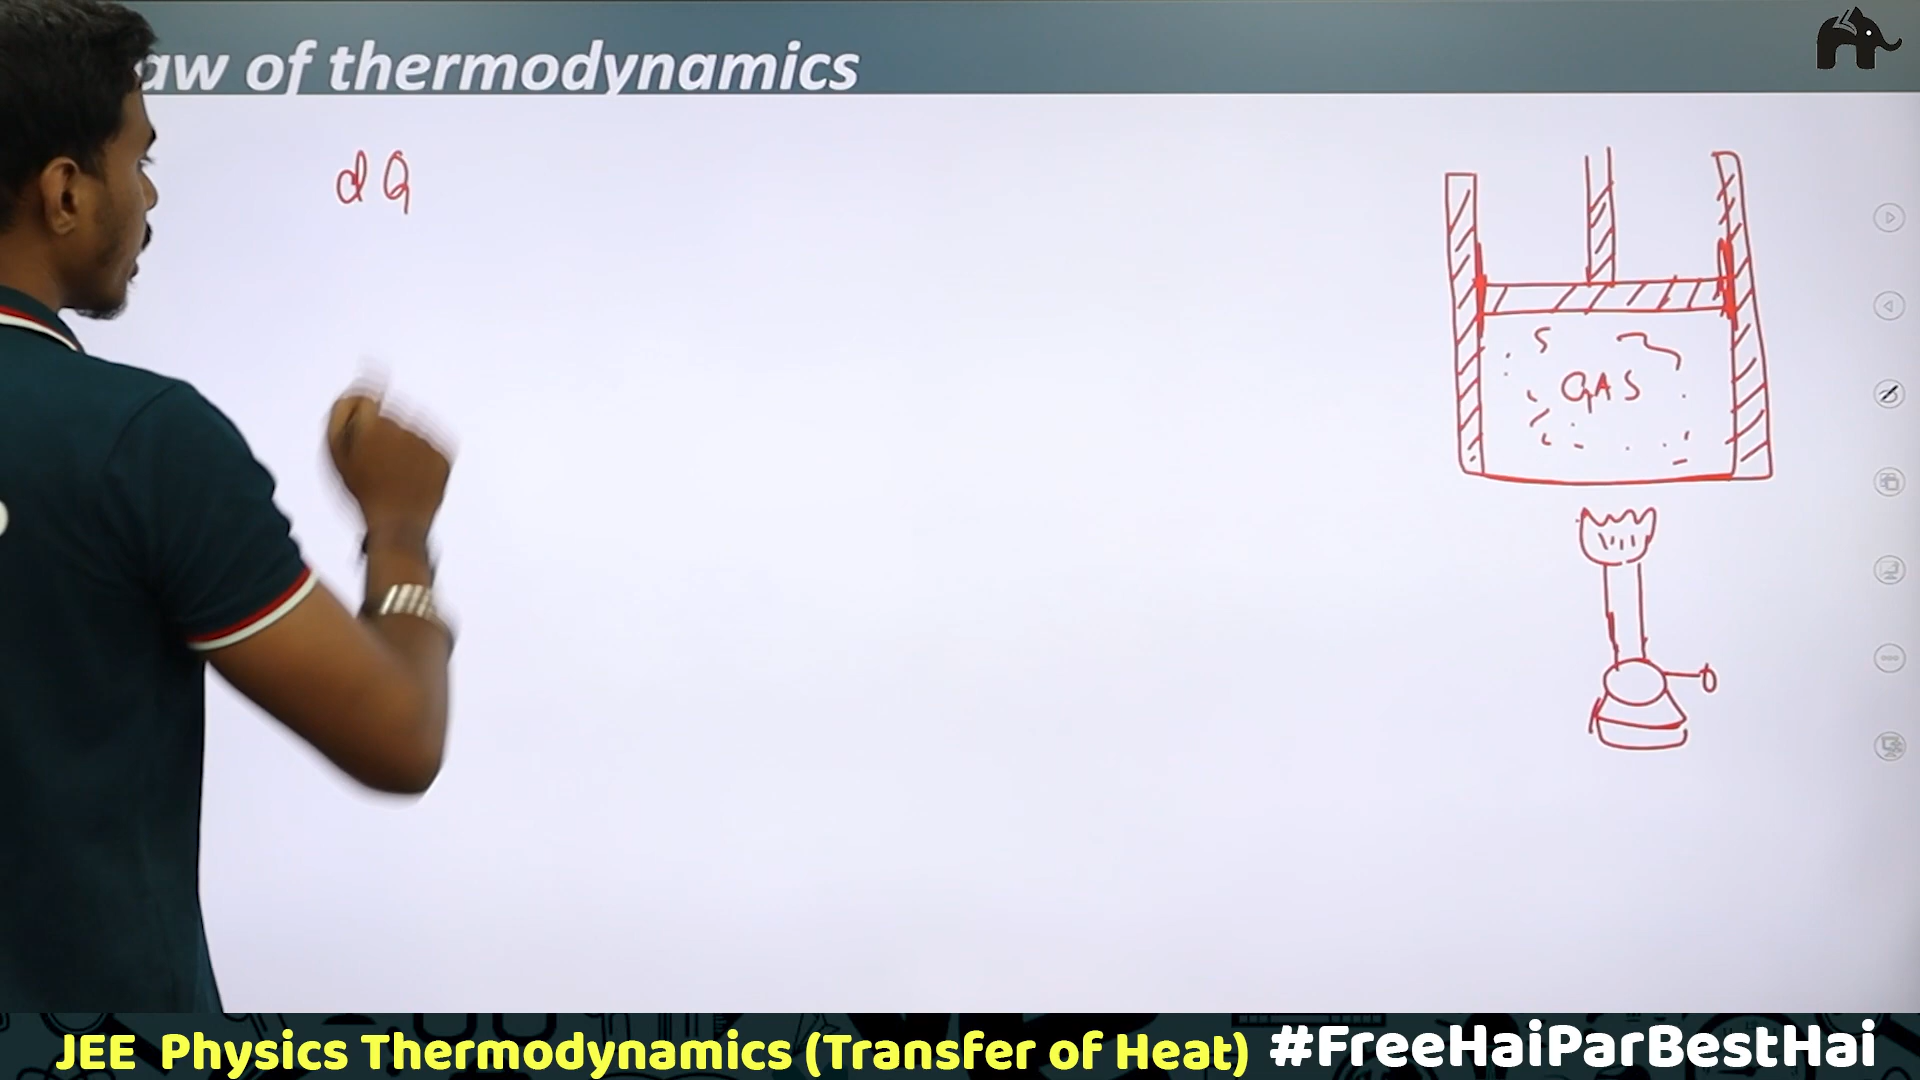 aw of thermodynamics
dQ
GAS
JEE Physics Thermodynamics (Transfer of Heat) #FreeHaiParBestHai